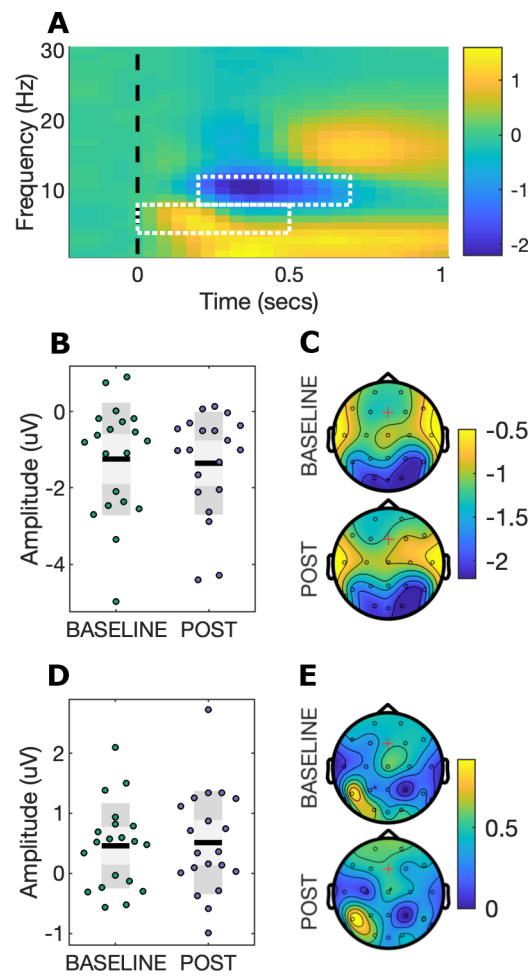 A
Frequency (Hz)
30
20
10
0
0.5
1
Time (secs)
1
0
-1
-2
B
Amplitude (uV)
0
-2
-4
BASELINE
POST
C
BASELINE
POST
-0.5
-1
-1.5
-2
D
Amplitude (uV)
2
1
0
-1
BASELINE
POST
E
BASELINE
POST
0.5
0